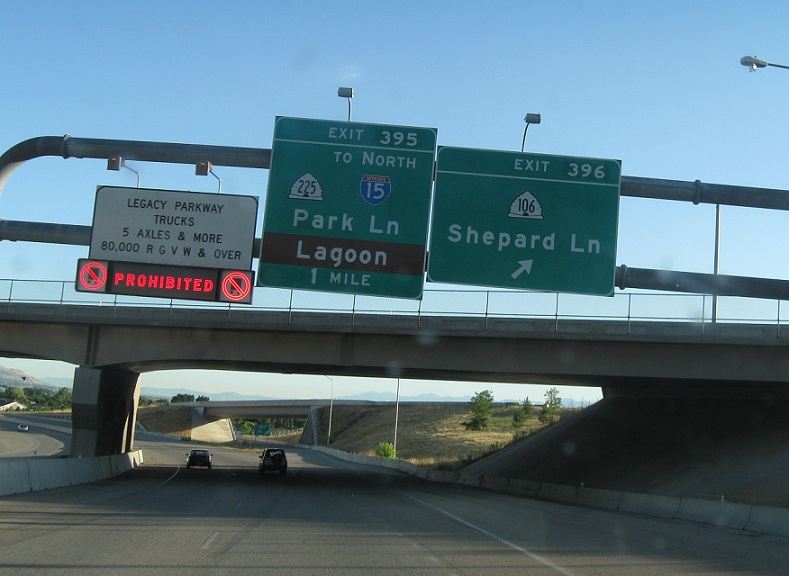 LEGACY PARKWAY
TRUCKS
5 AXLES & MORE
80,000 R G V W & OVER
PROHIBITED
EXIT 395
TO NORTH
225
INTERSTATE
15
Park Ln
Lagoon
1 MILE
EXIT 396
106
Shepard Ln